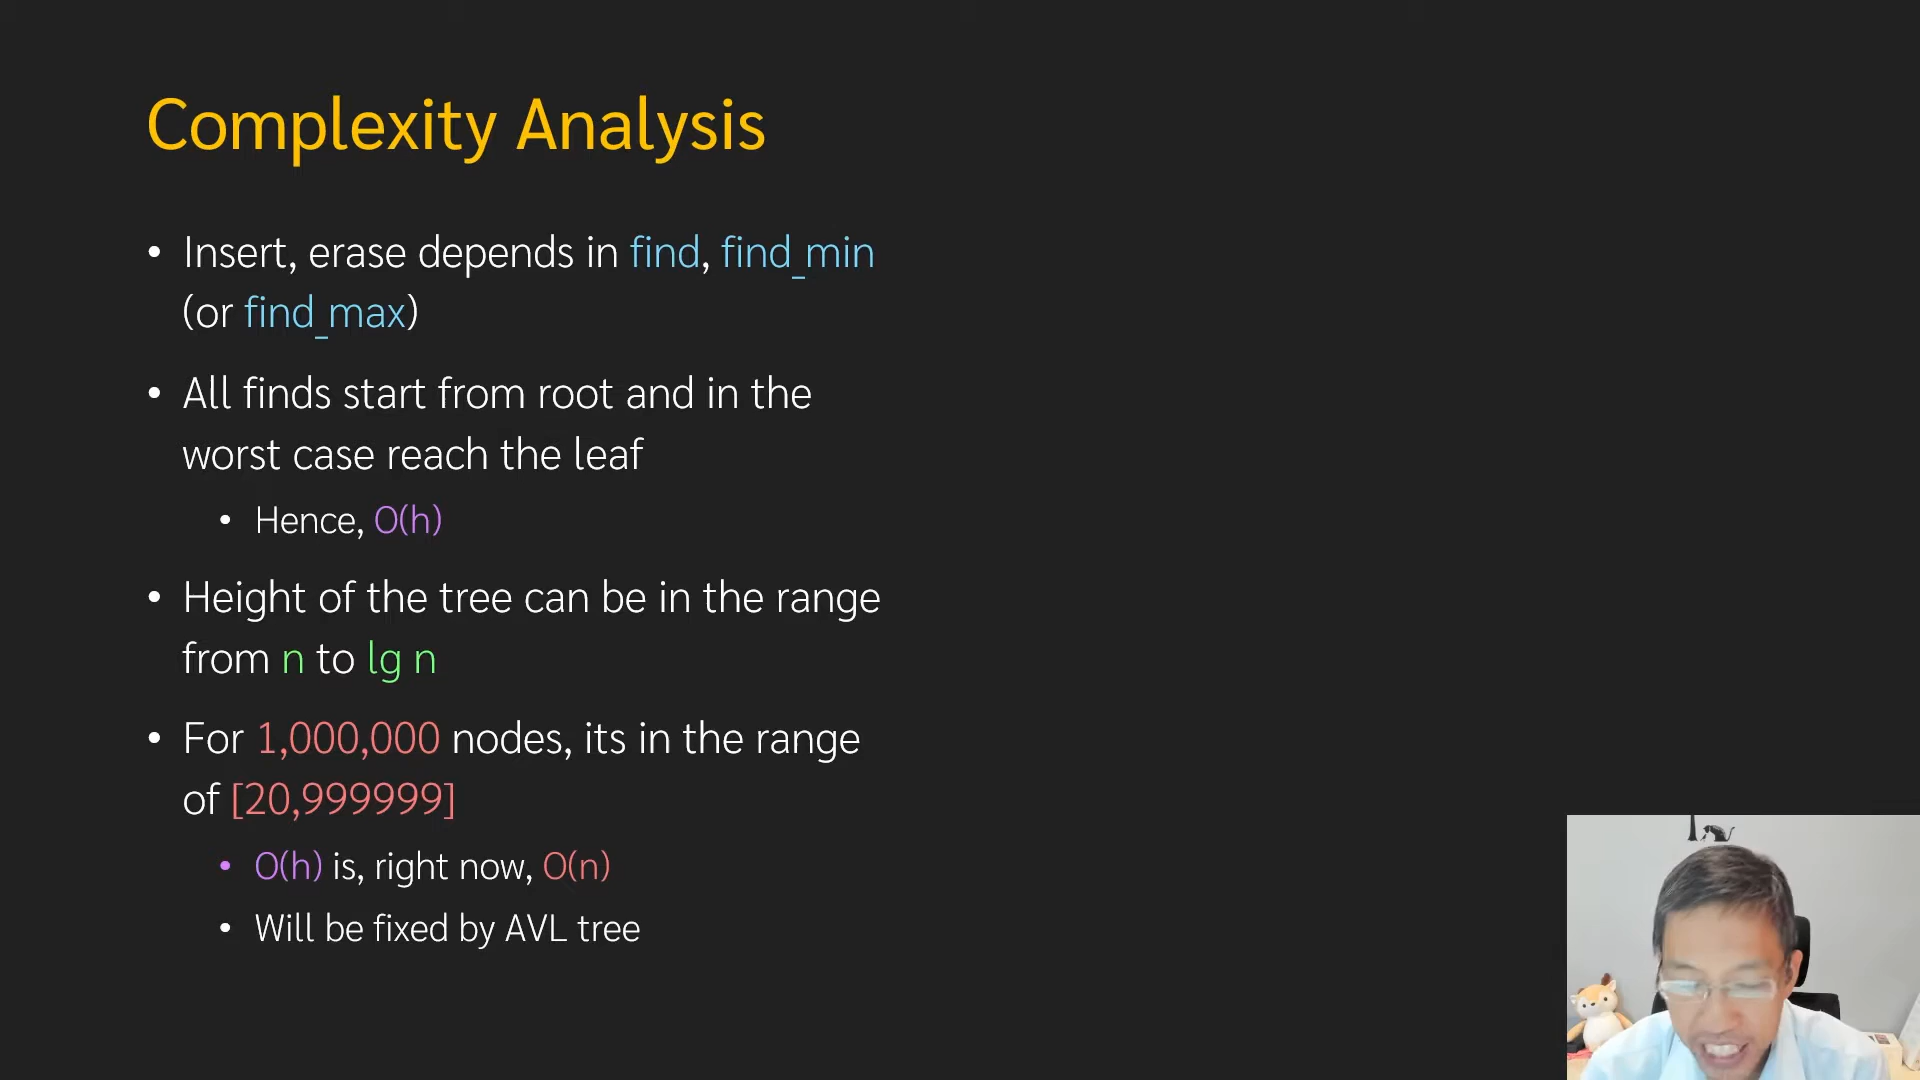 Complexity Analysis
• Insert, erase depends in find, find_min
(or find_max)
• All finds start from root and in the
worst case reach the leaf
• Hence, O(h)
• Height of the tree can be in the range
from n to lg n
• For 1,000,000 nodes, its in the range
of [20,999999]
• O(h) is, right now, O(n)
• Will be fixed by AVL tree